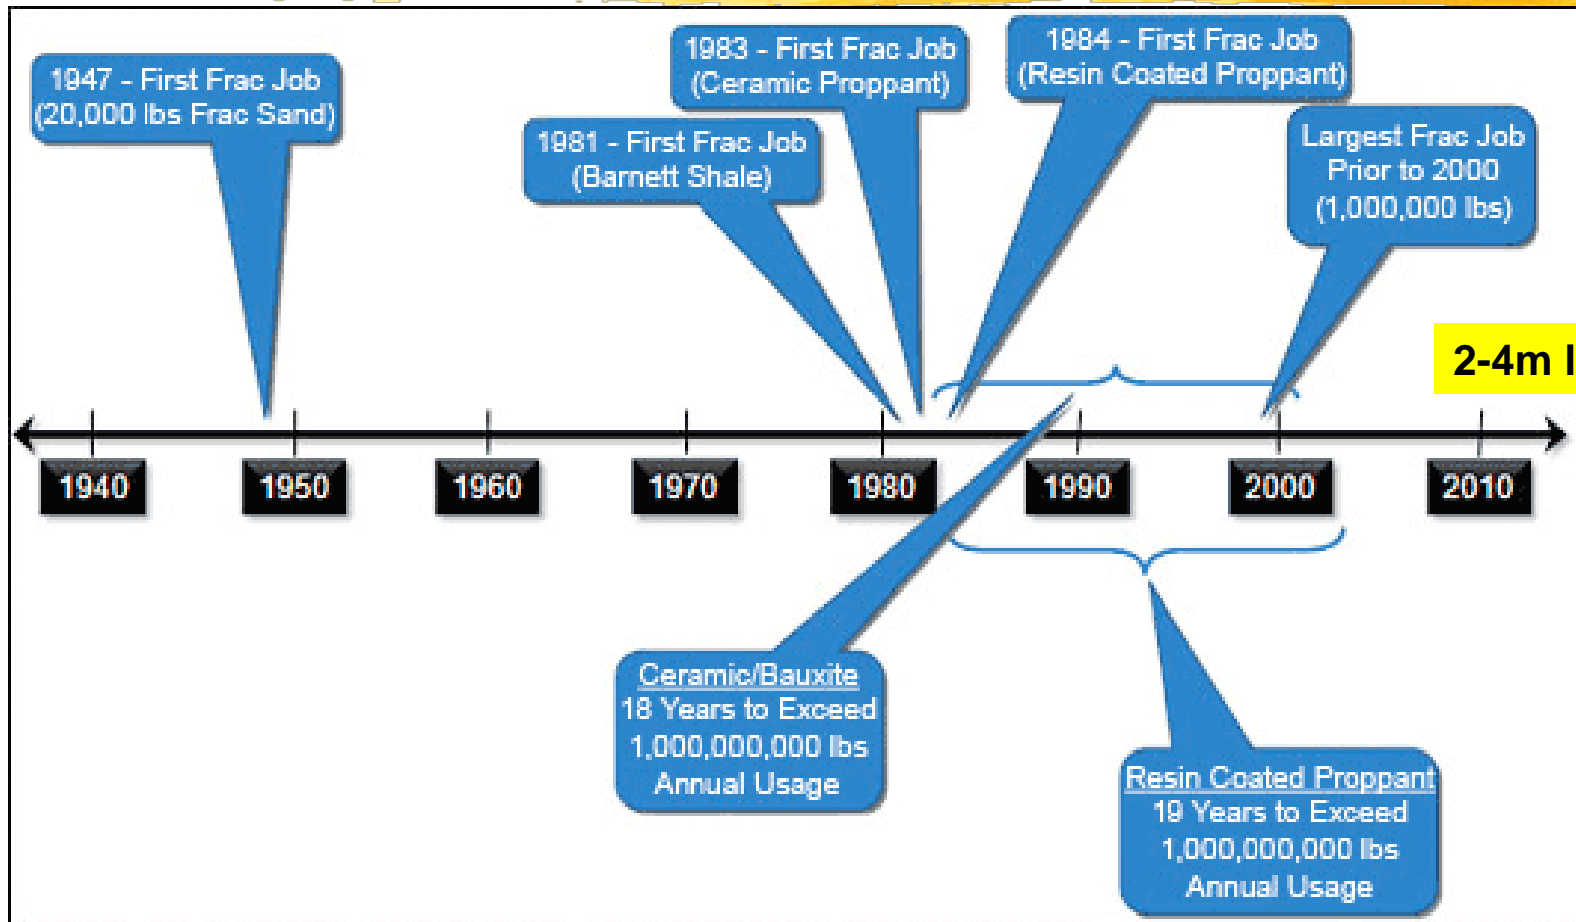 1947 - First Frac Job
(20,000 lbs Frac Sand)
1983 - First Frac Job
(Ceramic Proppant)
1984 - First Frac Job
(Resin Coated Proppant)
1981 - First Frac Job
(Barnett Shale)
Largest Frac Job
Prior to 2000
(1,000,000 lbs)
2-4m l
1940
1950
1960
1970
1980
1990
2000
2010
Ceramic/Bauxite
18 Years to Exceed
1,000,000,000 lbs
Annual Usage
Resin Coated Proppant
19 Years to Exceed
1,000,000,000 lbs
Annual Usage